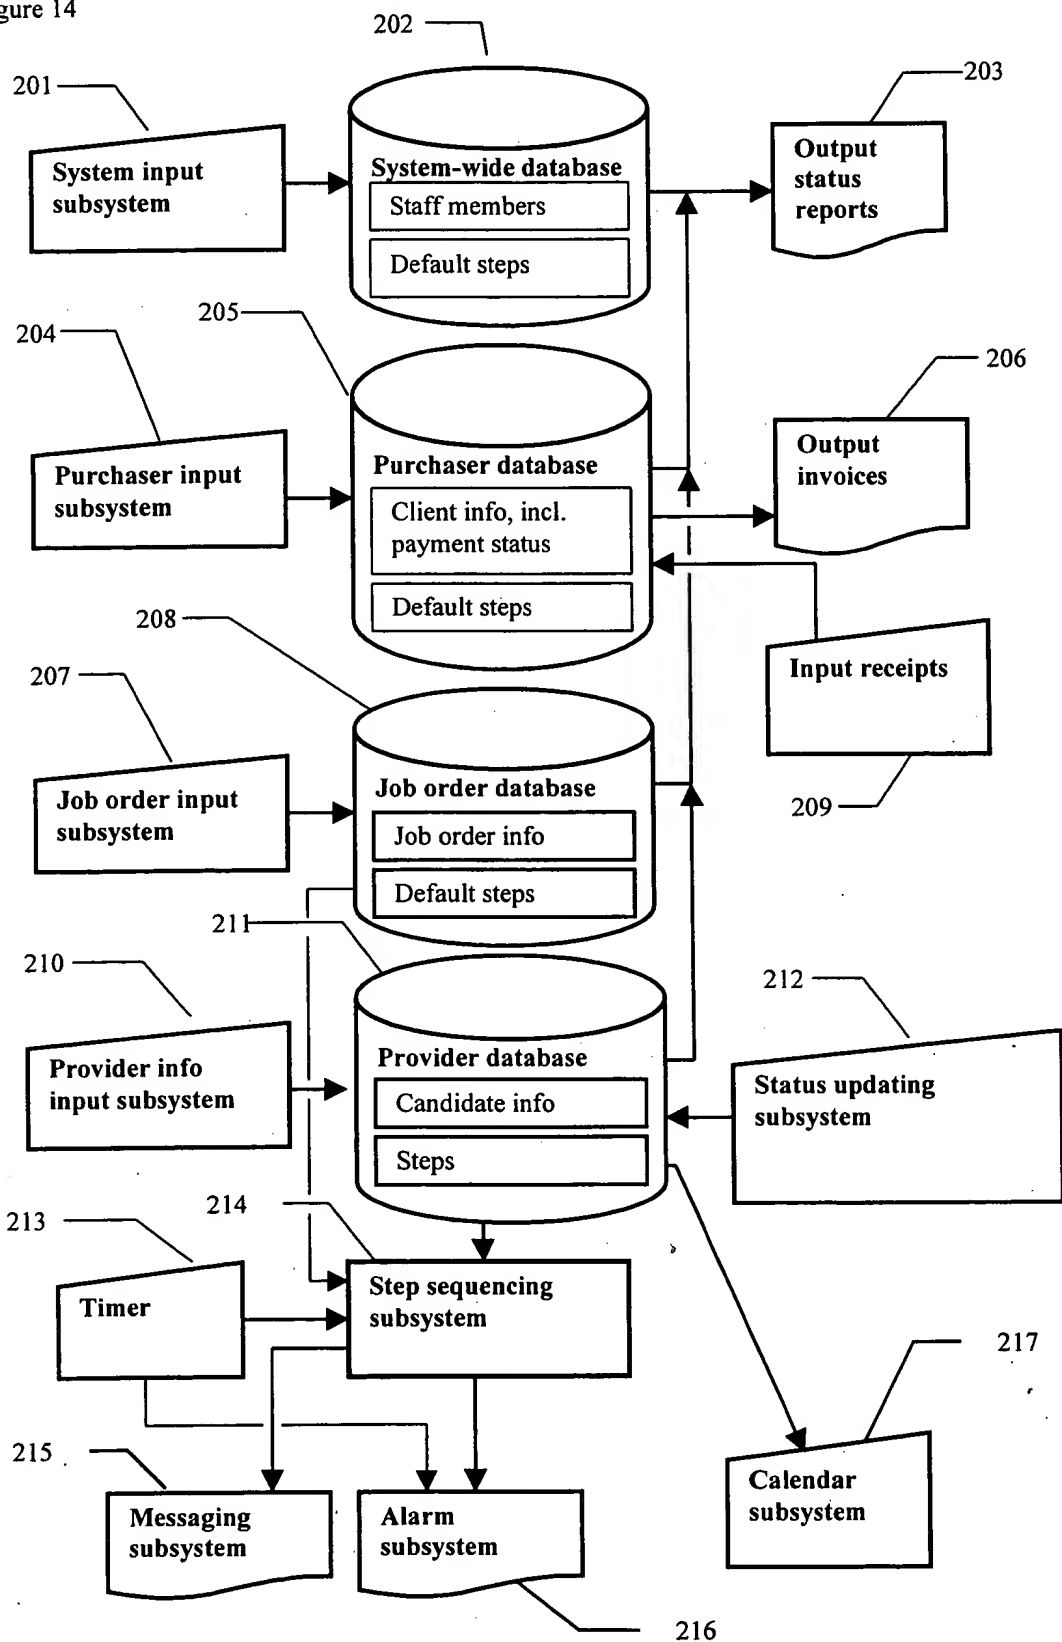 gure 14
202
201
203
System input
subsystem
System-wide database
Staff members
Default steps
Output
status
reports
205
204
206
Purchaser input
subsystem
Purchaser database
Client info, incl.
payment status
Default steps
Output
invoices
208
207
Input receipts
209
Job order input
subsystem
Job order database
Job order info
Default steps
211
210
212
Provider info
input subsystem
Provider database
Candidate info
Steps
Status updating
subsystem
214
213
Timer
Step sequencing
subsystem
217
215
Messaging
subsystem
Alarm
subsystem
Calendar
subsystem
216